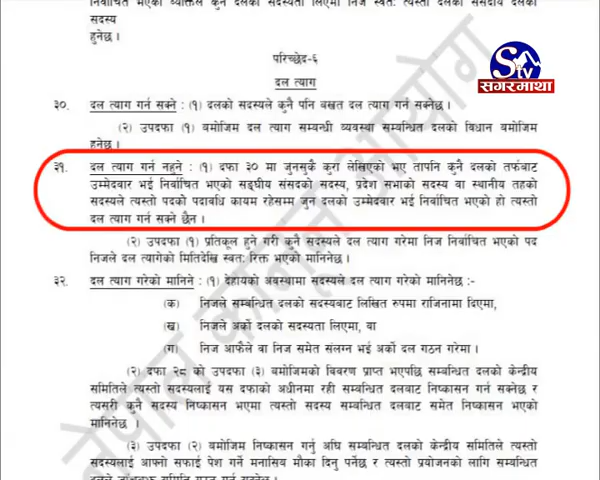 निर्वाचित भएको व्यक्तिले कुनै दलको सदस्यता लिएमा निज स्वतः त्यस्तो दलको संसदीय दलको
सदस्य
हुनेछ ।
परिच्छेद-६
दल त्याग
S tv
सगरमाथा
३०. दल त्याग गर्न सक्ने : (१) दलको सदस्यले कुनै पनि बखत दल त्याग गर्न सक्नेछ ।
(२) उपदफा (१) बमोजिम दल त्याग सम्बन्धी व्यवस्था सम्बन्धित दलको विधान बमोजिम
हुनेछ ।
३१. दल त्याग गर्न नहुने : (१) दफा ३० मा जुनसुकै कुरा लेखिएको भए तापनि कुनै दलको तर्फबाट
उम्मेदवार भई निर्वाचित भएको सङ्घीय संसदको सदस्य, प्रदेश सभाको सदस्य वा स्थानीय तहको
सदस्यले त्यस्तो पदको पदावधि कायम रहेसम्म जुन दलको उम्मेदवार भई निर्वाचित भएको हो त्यस्तो
दल त्याग गर्न सक्ने छैन ।
(२) उपदफा (१) प्रतिकूल हुने गरी कुनै सदस्यले दल त्याग गरेमा निज निर्वाचित भएको पद
निजले दल त्यागेको मितिदेखि स्वतः रिक्त भएको मानिनेछ ।
३२. दल त्याग गरेको मानिने : (१) देहायको अवस्थामा सदस्यले दल त्याग गरेको मानिनेछ :-
(क) निजले सम्बन्धित दलको सदस्यबाट लिखित रुपमा राजिनामा दिएमा,
(ख) निजले अर्को दलको सदस्यता लिएमा, वा
(ग) निज आफैले वा निज समेत संलग्न भई अर्को दल गठन गरेमा ।
(२) दफा २८ को उपदफा (३) बमोजिमको विवरण प्राप्त भएपछि सम्बन्धित दलको केन्द्रीय
समितिले त्यस्तो सदस्यलाई यस दफाको अधीनमा रही सम्बन्धित दलबाट निष्कासन गर्न सक्नेछ र
त्यसरी कुनै सदस्य निष्कासन भएमा त्यस्तो सदस्य सम्बन्धित दलबाट समेत निष्कासन भएको
मानिनेछ ।
(३) उपदफा (२) बमोजिम निष्कासन गर्नु अघि सम्बन्धित दलको केन्द्रीय समितिले त्यस्तो
सदस्यलाई आफ्नो सफाई पेश गर्ने मनासिब मौका दिनु पर्नेछ र त्यस्तो प्रयोजनको लागि सम्बन्धित
नेपाल कानून आयोग